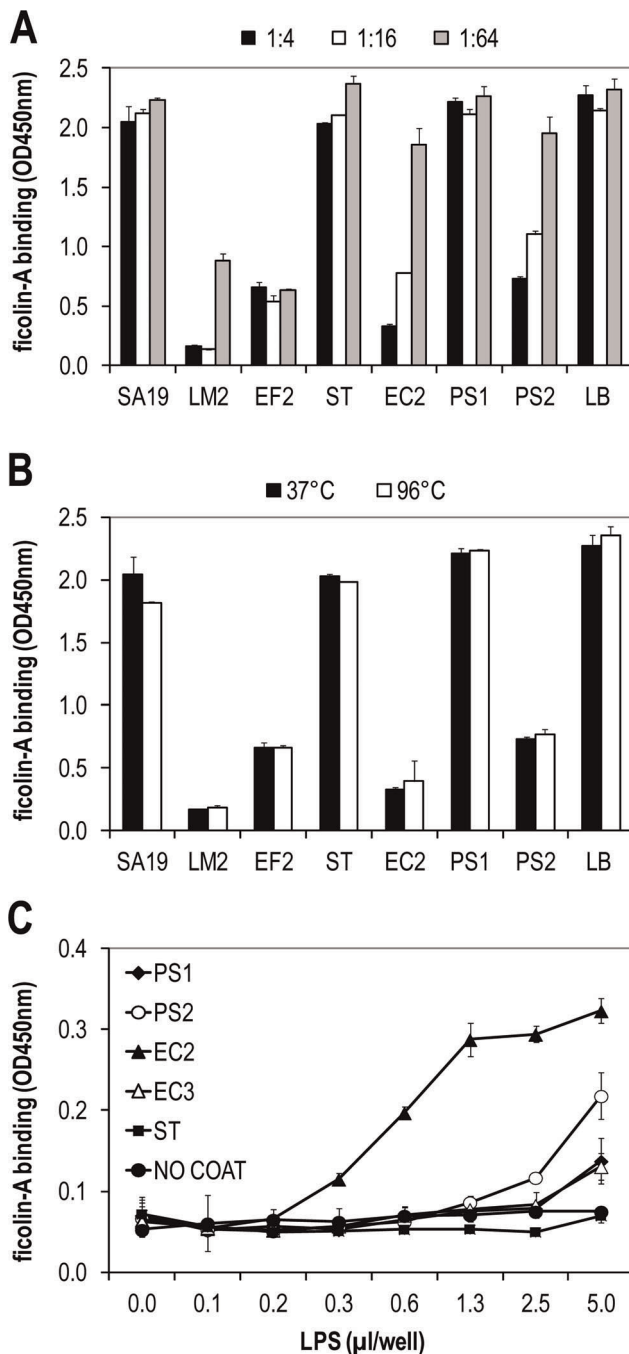 A
1:4 1:16 1:64
ficolin-A binding (OD450nm)
2.5
2.0
1.5
1.0
0.5
0.0
SA19 LM2 EF2 ST EC2 PS1 PS2 LB
B
37°C 96°C
ficolin-A binding (OD450nm)
2.5
2.0
1.5
1.0
0.5
0.0
SA19 LM2 EF2 ST EC2 PS1 PS2 LB
C
ficolin-A binding (OD450nm)
0.4
0.3
0.2
0.1
0.0
PS1
PS2
EC2
EC3
ST
NO COAT
0.0 0.1 0.2 0.3 0.6 1.3 2.5 5.0
LPS (µl/well)